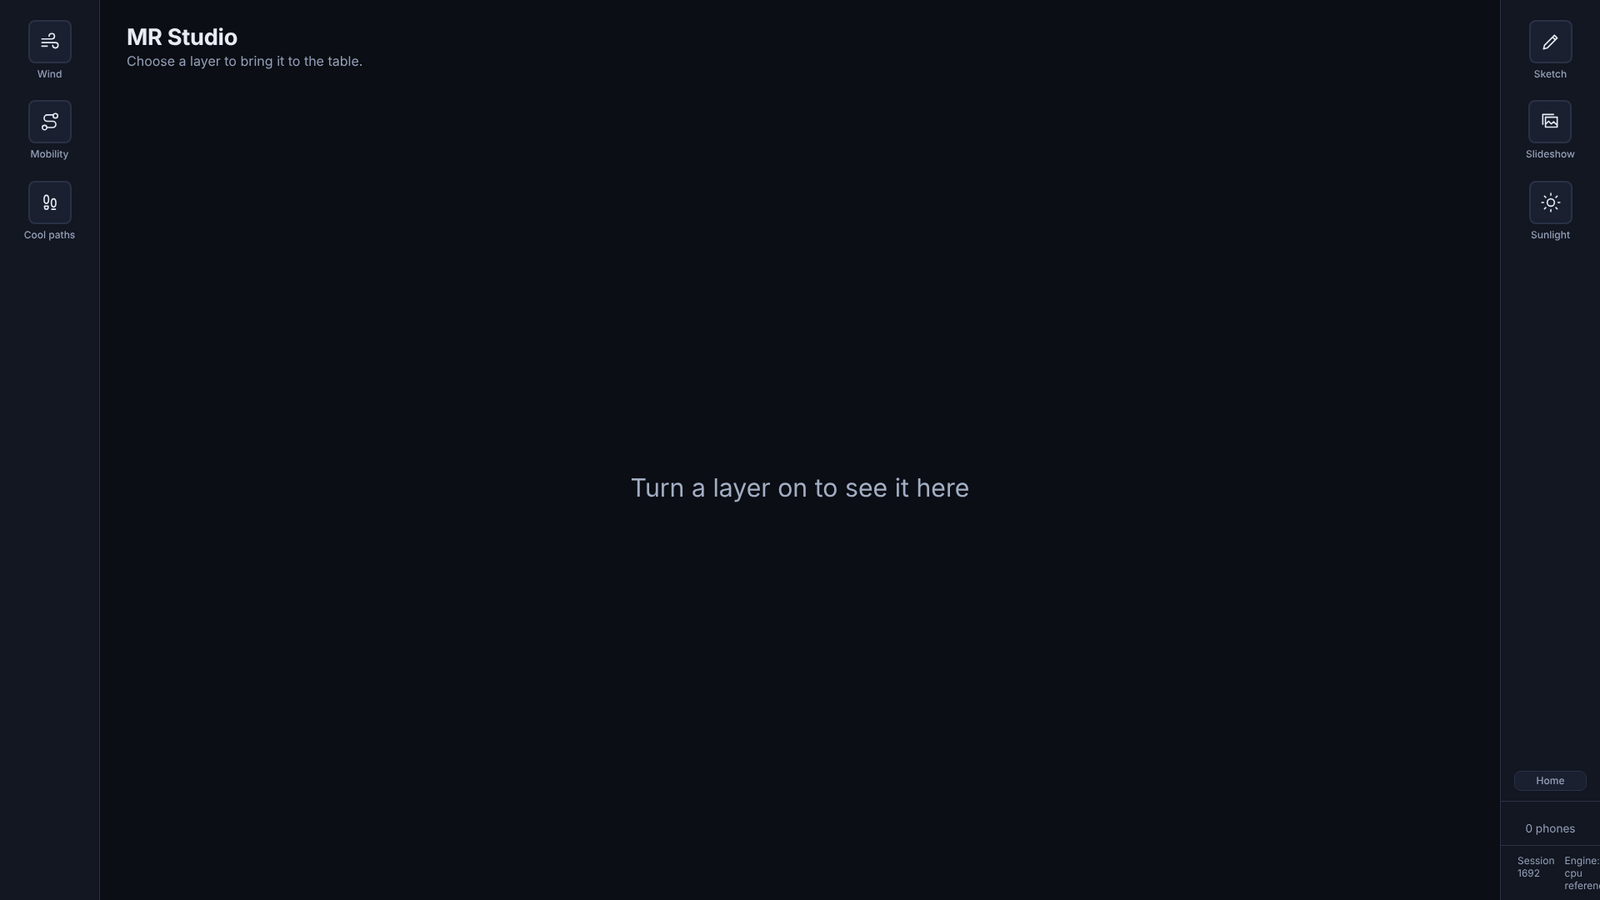 MR Studio
Choose a layer to bring it to the table.
Wind
Mobility
Cool paths
Turn a layer on to see it here
Sketch
Slideshow
Sunlight
Home
0 phones
Session
1692
Engine:
cpu